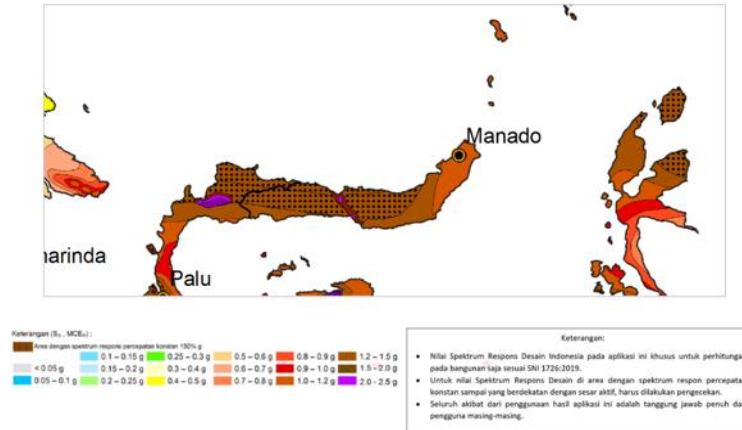 Manado
narinda
Palu
Keterangan (Sₛ , MCEᵣ) :
Area dengan spektrum respons percepatan konstan 150% g
0.1 – 0.15 g 0.25 – 0.3 g 0.5 – 0.6 g 0.8 – 0.9 g 1.2 – 1.5 g
< 0.05 g 0.15 – 0.2 g 0.3 – 0.4 g 0.6 – 0.7 g 0.9 – 1.0 g 1.5 - 2.0 g
0.05 – 0.1 g 0.2 – 0.25 g 0.4 – 0.5 g 0.7 – 0.8 g 1.0 – 1.2 g 2.0 - 2.5 g
Keterangan:
• Nilai Spektrum Respons Desain Indonesia pada aplikasi ini khusus untuk perhitunga
pada bangunan saja sesuai SNI 1726:2019.
• Untuk nilai Spektrum Respons Desain di area dengan spektrum respon percepata
konstan sampai yang berdekatan dengan sesar aktif, harus dilakukan pengecekan.
• Seluruh akibat dari penggunaan hasil aplikasi ini adalah tanggung jawab penuh da
pengguna masing-masing.